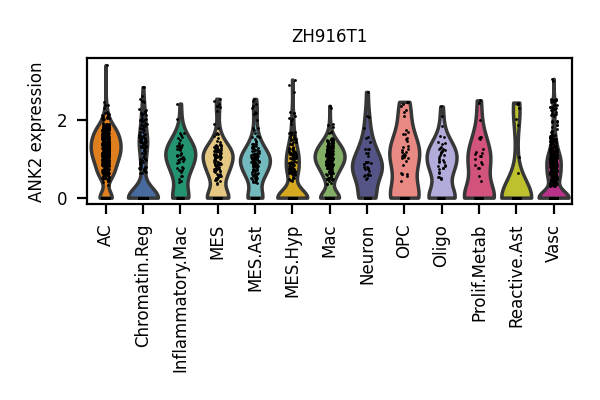 ZH916T1
ANK2 expression
2
0
AC
Chromatin.Reg
Inflammatory.Mac
MES
MES.Ast
MES.Hyp
Mac
Neuron
OPC
Oligo
Prolif.Metab
Reactive.Ast
Vasc